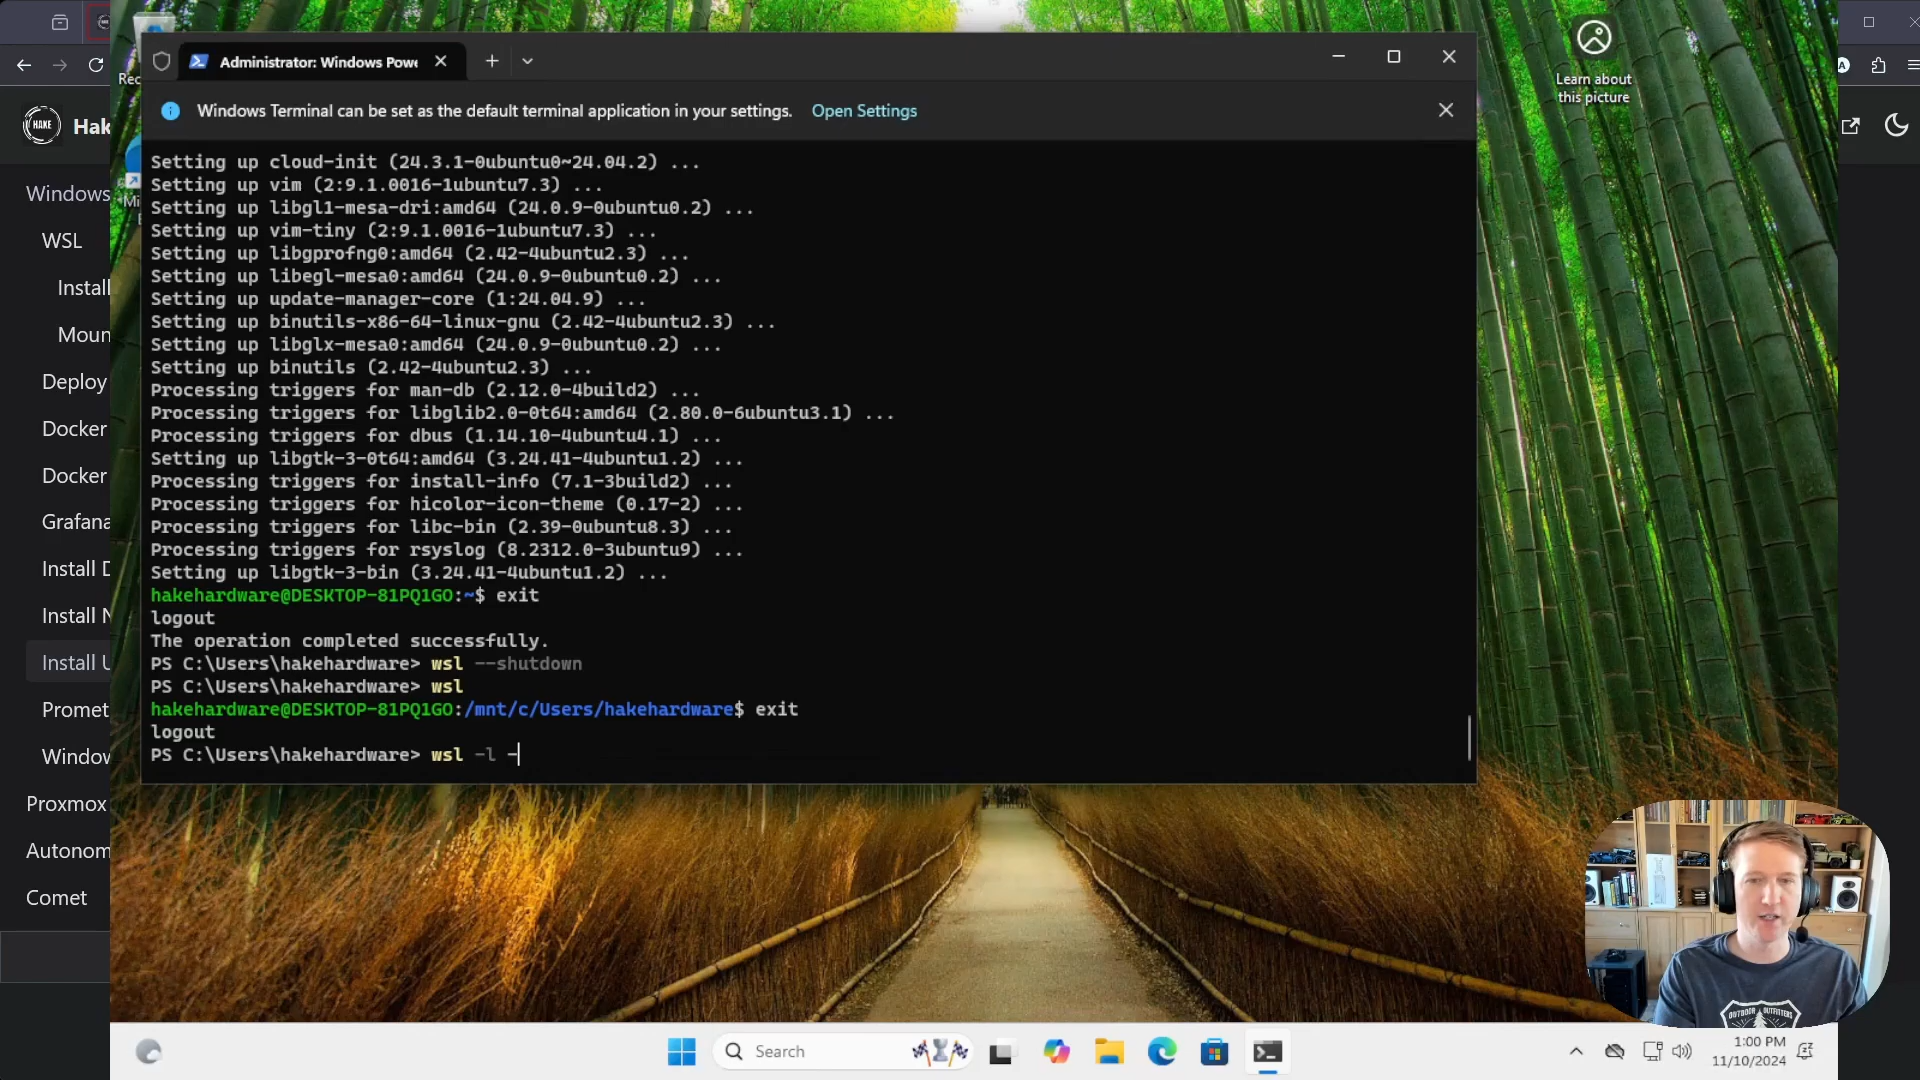 Administrator: Windows Powe
Windows Terminal can be set as the default terminal application in your settings. Open Settings
Setting up cloud-init (24.3.1-0ubuntu0~24.04.2) ...
Setting up vim (2:9.1.0016-1ubuntu7.3) ...
Setting up libgl1-mesa-dri:amd64 (24.0.9-0ubuntu0.2) ...
Setting up vim-tiny (2:9.1.0016-1ubuntu7.3) ...
Setting up libgprofng0:amd64 (2.42-4ubuntu2.3) ...
Setting up libegl-mesa0:amd64 (24.0.9-0ubuntu0.2) ...
Setting up update-manager-core (1:24.04.9) ...
Setting up binutils-x86-64-linux-gnu (2.42-4ubuntu2.3) ...
Setting up libglx-mesa0:amd64 (24.0.9-0ubuntu0.2) ...
Setting up binutils (2.42-4ubuntu2.3) ...
Processing triggers for man-db (2.12.0-4build2) ...
Processing triggers for libglib2.0-0t64:amd64 (2.80.0-6ubuntu3.1) ...
Processing triggers for dbus (1.14.10-4ubuntu4.1) ...
Setting up libgtk-3-0t64:amd64 (3.24.41-4ubuntu1.2) ...
Processing triggers for install-info (7.1-3build2) ...
Processing triggers for hicolor-icon-theme (0.17-2) ...
Processing triggers for libc-bin (2.39-0ubuntu8.3) ...
Processing triggers for rsyslog (8.2312.0-3ubuntu9) ...
Setting up libgtk-3-bin (3.24.41-4ubuntu1.2) ...
hakehardware@DESKTOP-81PQ1GO:~$ exit
logout
The operation completed successfully.
PS C:\Users\hakehardware> wsl --shutdown
PS C:\Users\hakehardware> wsl
hakehardware@DESKTOP-81PQ1GO:/mnt/c/Users/hakehardware$ exit
logout
PS C:\Users\hakehardware> wsl -l -
Rec
Mi
Learn about
this picture
HAKE
Hak
Windows
WSL
Install
Moun
Deploy
Docker
Docker
Grafana
Install D
Install N
Install U
Promet
Window
Proxmox
Autonom
Comet
OUTDOOR OUTFITTERS
Search
1:00 PM
11/10/2024